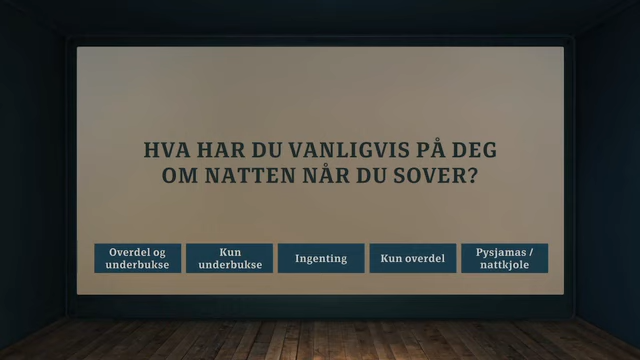 HVA HAR DU VANLIGVIS PÅ DEG
OM NATTEN NÅR DU SOVER?
Overdel og
underbukse
Kun
underbukse
Ingenting
Kun overdel
Pysjamas /
nattkjole